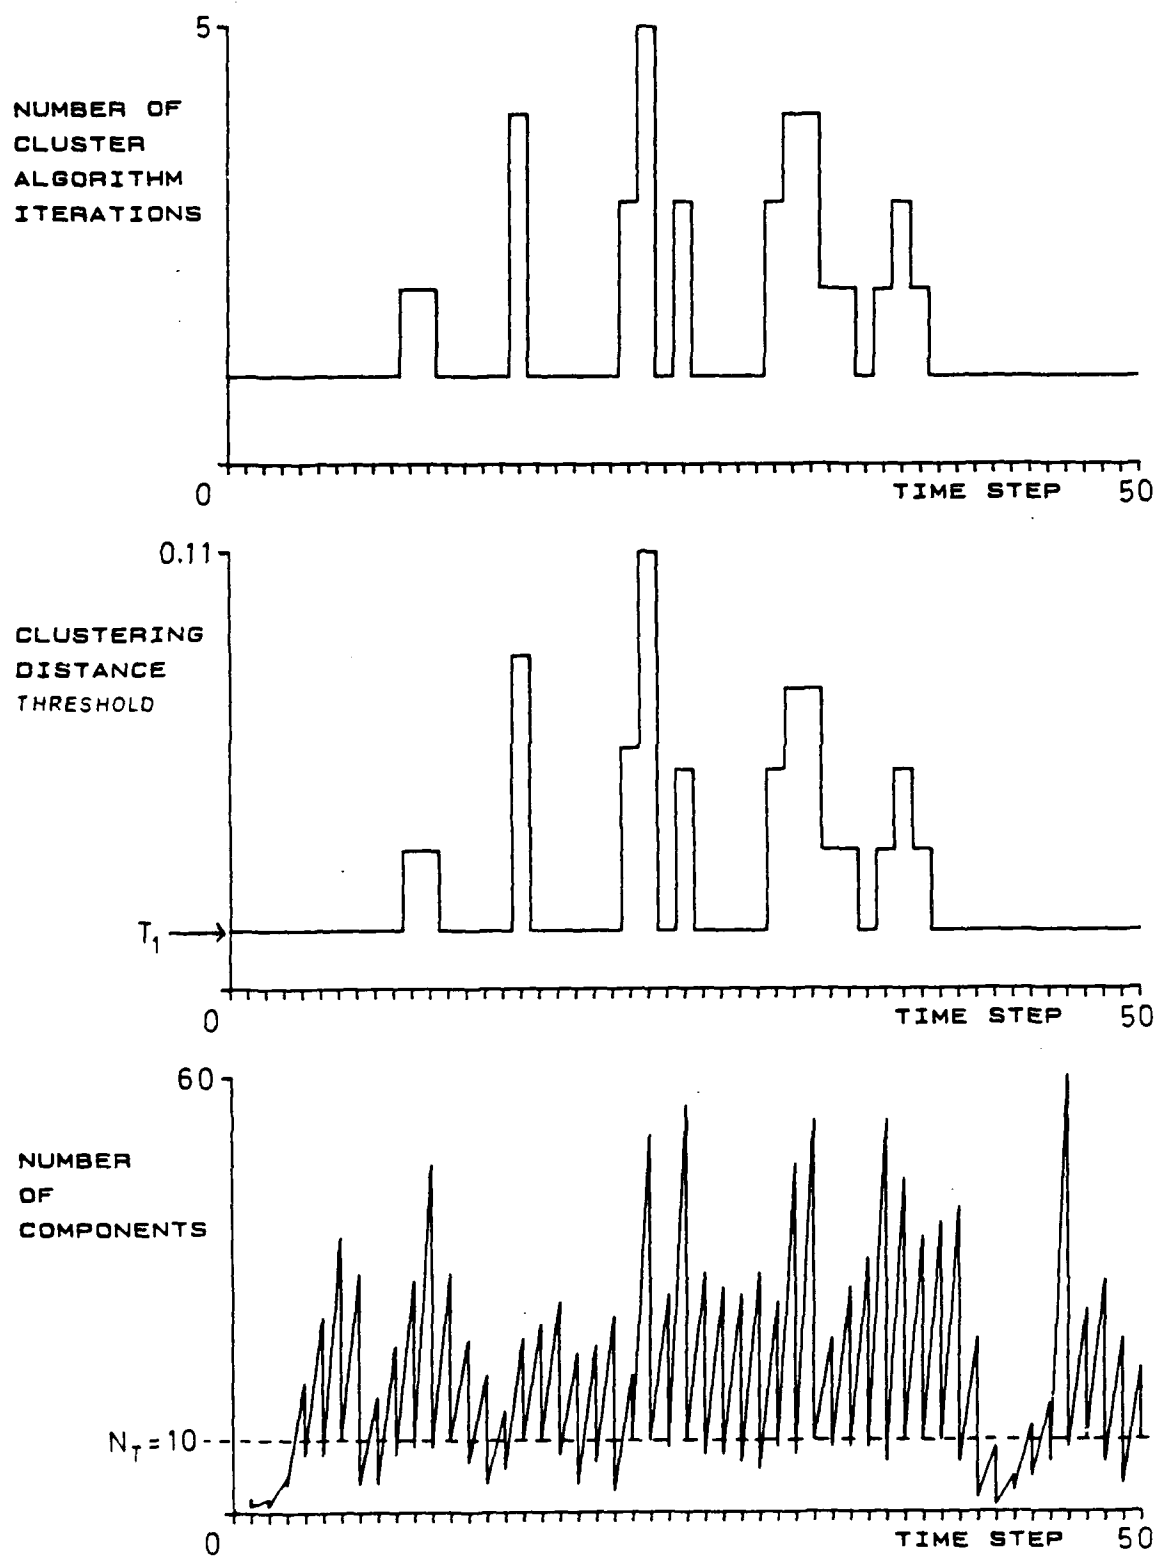 5
NUMBER OF
CLUSTER
ALGORITHM
ITERATIONS
0
TIME STEP
50
0.11
CLUSTERING
DISTANCE
THRESHOLD
T₁
0
TIME STEP
50
60
NUMBER
OF
COMPONENTS
N_T=10
0
TIME STEP
50